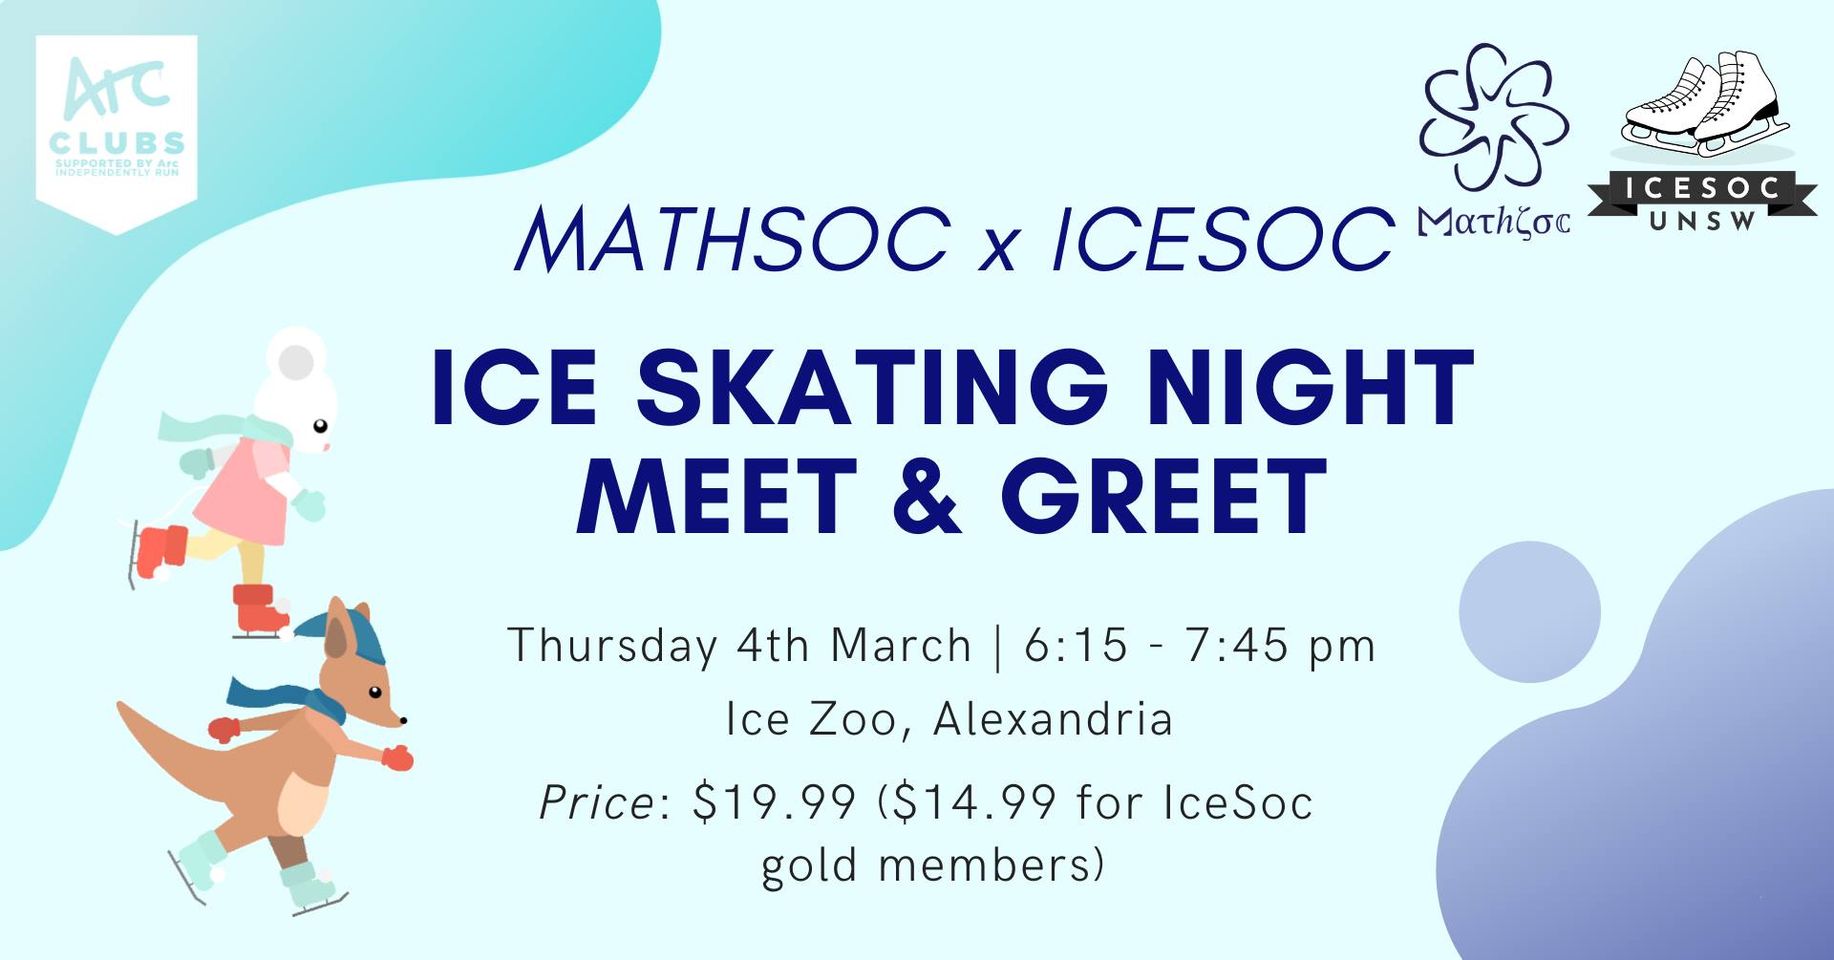 Arc
CLUBS
SUPPORTED BY Arc
INDEPENDENTLY RUN
Mαthζσc
ICESOC
UNSW
MATHSOC x ICESOC
ICE SKATING NIGHT
MEET & GREET
Thursday 4th March | 6:15 - 7:45 pm
Ice Zoo, Alexandria
Price: $19.99 ($14.99 for IceSoc
gold members)